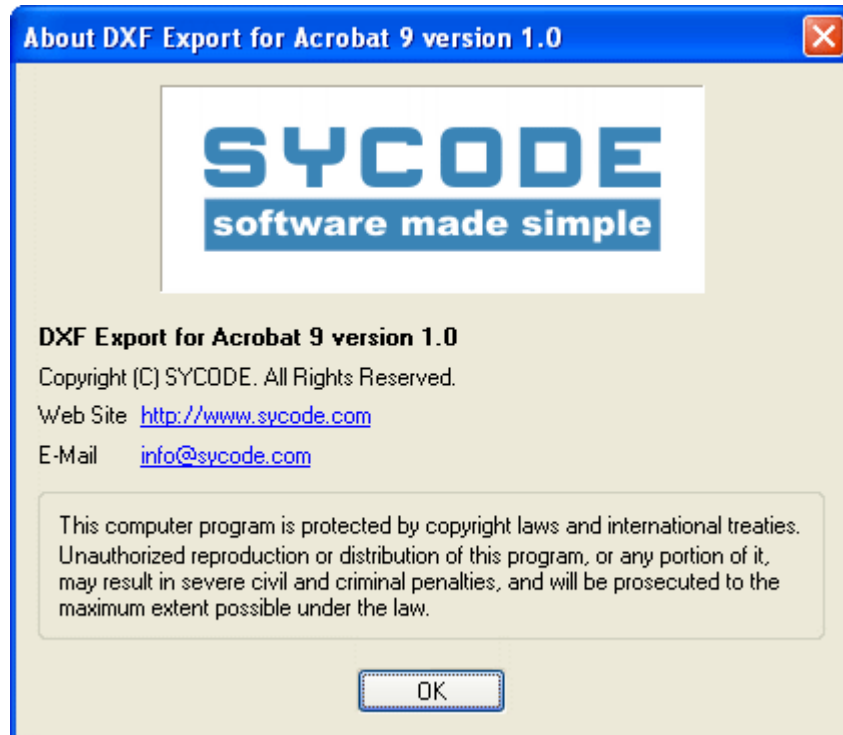 About DXF Export for Acrobat 9 version 1.0
SYCODE
software made simple
DXF Export for Acrobat 9 version 1.0
Copyright (C) SYCODE. All Rights Reserved.
Web Site http://www.sycode.com
E-Mail info@sycode.com
This computer program is protected by copyright laws and international treaties.
Unauthorized reproduction or distribution of this program, or any portion of it,
may result in severe civil and criminal penalties, and will be prosecuted to the
maximum extent possible under the law.
OK